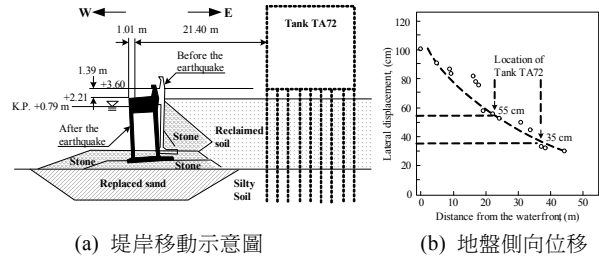 W E
1.01 m 21.40 m
Tank TA72
Before the
earthquake
1.39 m
+3.60
+2.21
K.P. +0.79 m
After the
earthquake
Stone
Reclaimed
soil
Stone
Stone
Replaced sand
Silty
Soil
(a) 堤岸移動示意圖
Lateral displacement, (cm)
120
100
80
60
40
20
0
Location of
Tank TA72
55 cm
35 cm
0 10 20 30 40 50
Distance from the waterfront, (m)
(b) 地盤側向位移